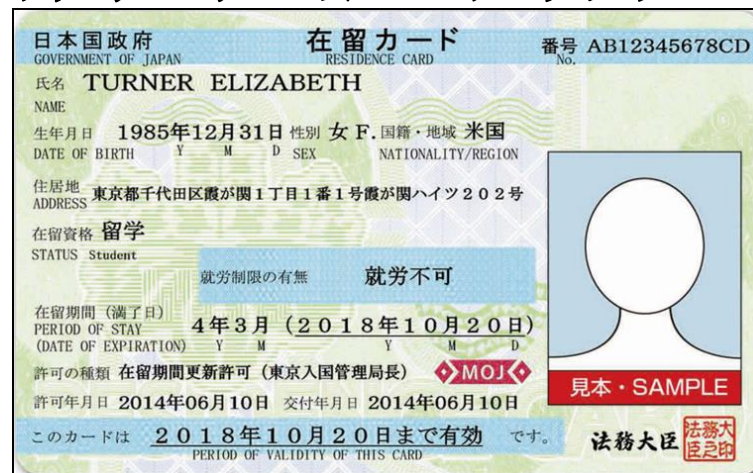 日本国政府 在留カード 番号 AB12345678CD
GOVERNMENT OF JAPAN RESIDENCE CARD No.
氏名 TURNER ELIZABETH
NAME
生年月日 1985年12月31日 性別 女 F. 国籍・地域 米国
DATE OF BIRTH Y M D SEX NATIONALITY/REGION
住居地 東京都千代田区霞が関1丁目1番1号霞が関ハイツ202号
ADDRESS
在留資格 留学
STATUS Student
就労制限の有無 就労不可
在留期間(満了日)
PERIOD OF STAY 4年3月(2018年10月20日)
(DATE OF EXPIRATION) Y M Y M D
許可の種類 在留期間更新許可(東京入国管理局長) MOJ
見本・SAMPLE
許可年月日 2014年06月10日 交付年月日 2014年06月10日
このカードは 2018年10月20日まで有効 です。
PERIOD OF VALIDITY OF THIS CARD
法務大臣 法務大臣之印